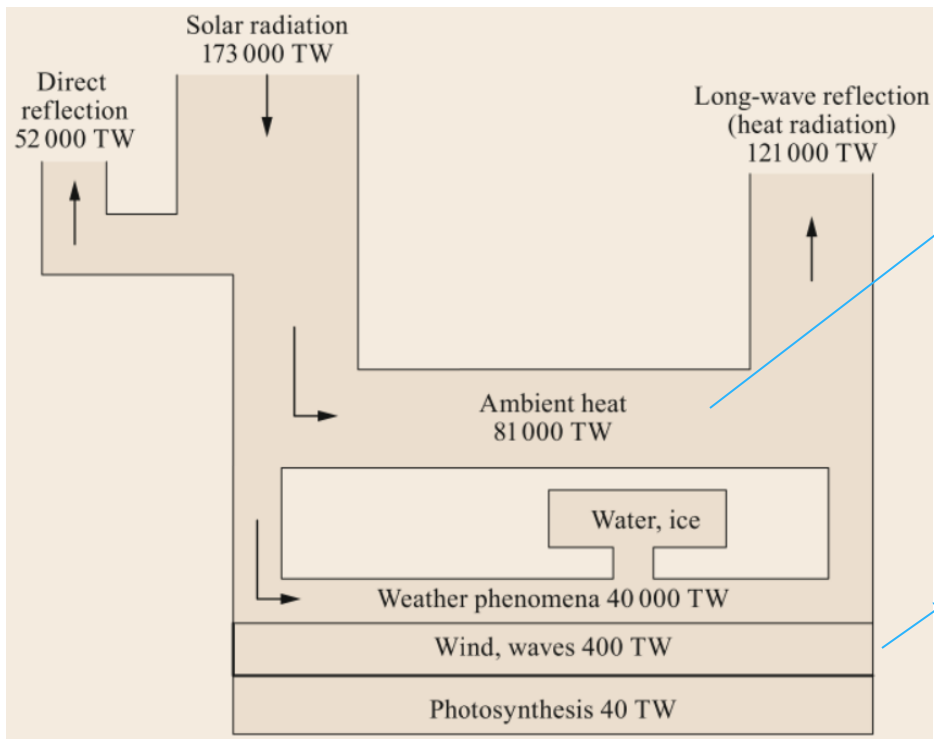 Solar radiation
173 000 TW
Direct
reflection
52 000 TW
Long-wave reflection
(heat radiation)
121 000 TW
Ambient heat
81 000 TW
Water, ice
Weather phenomena 40 000 TW
Wind, waves 400 TW
Photosynthesis 40 TW